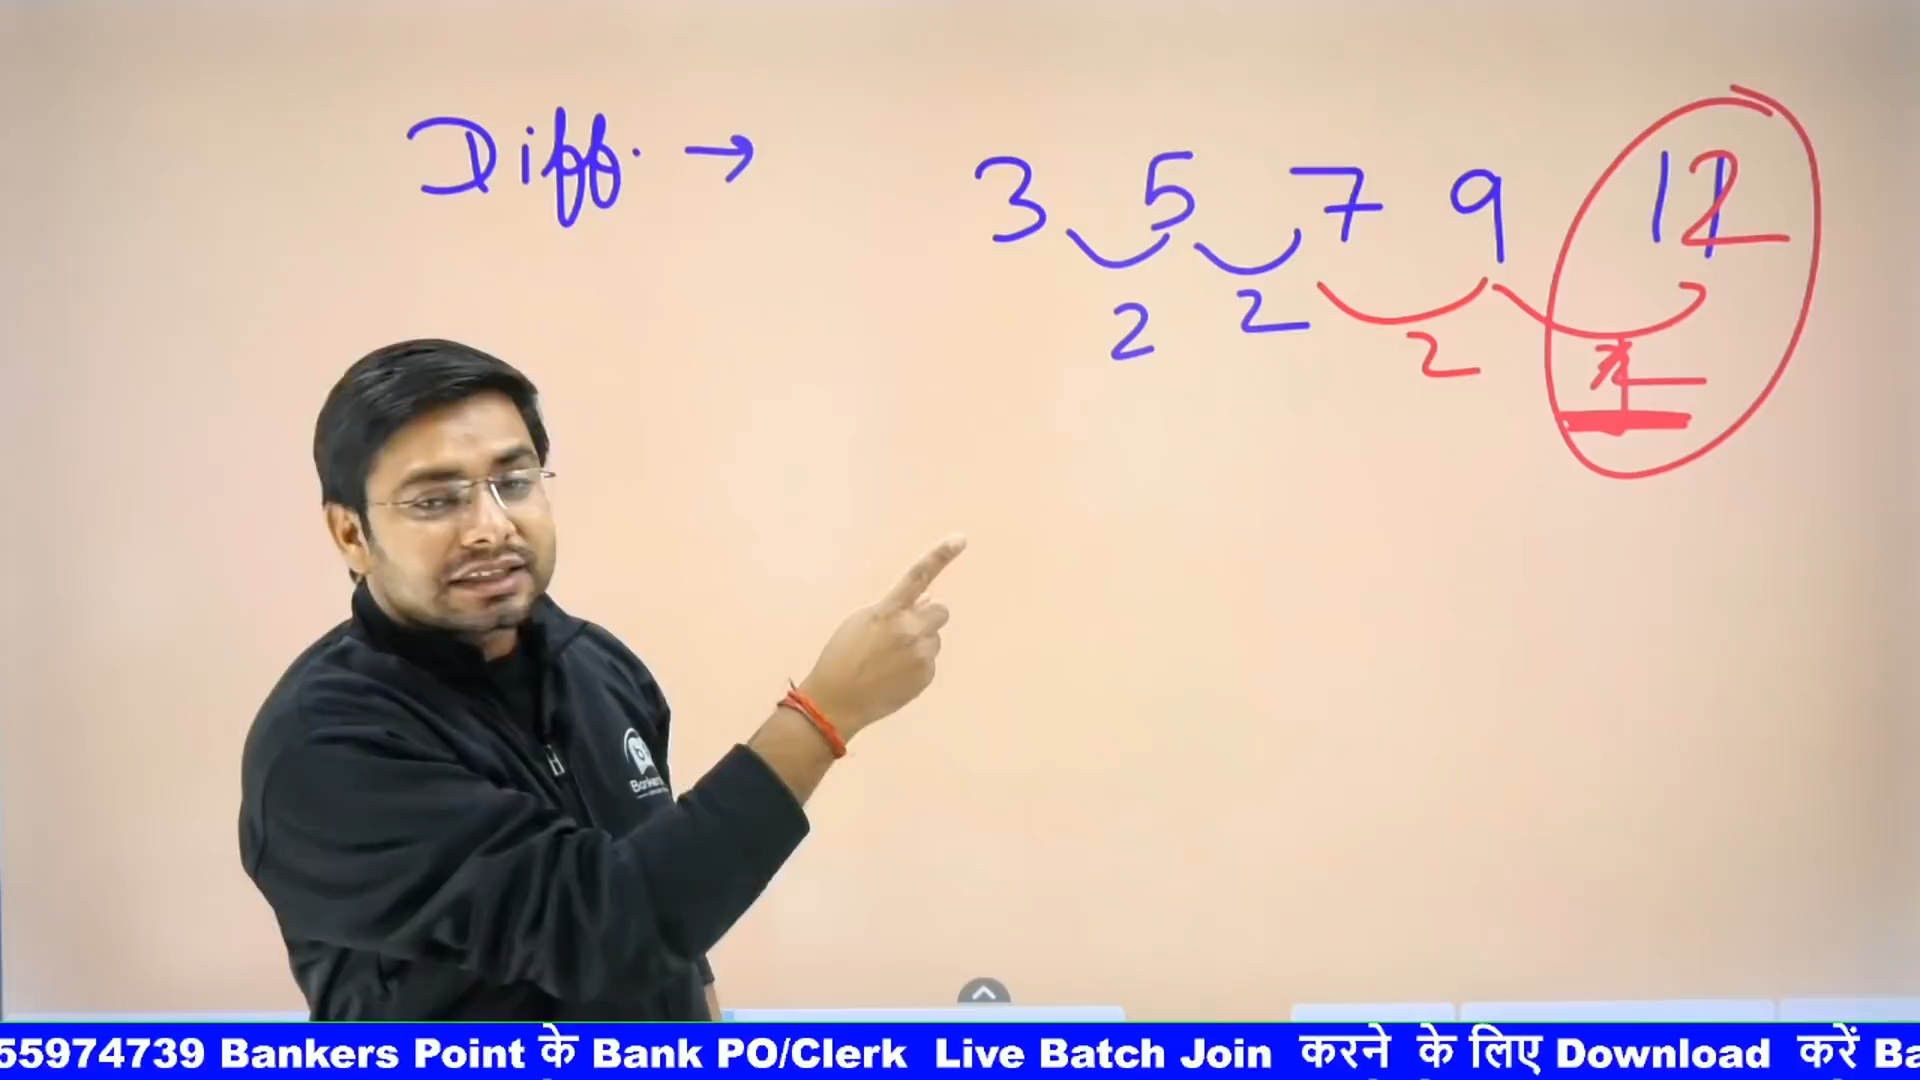 Diff. → 3 5 7 9 12
2 2 2
Bankers
55974739 Bankers Point के Bank PO/Clerk Live Batch Join करने के लिए Download करें Ba